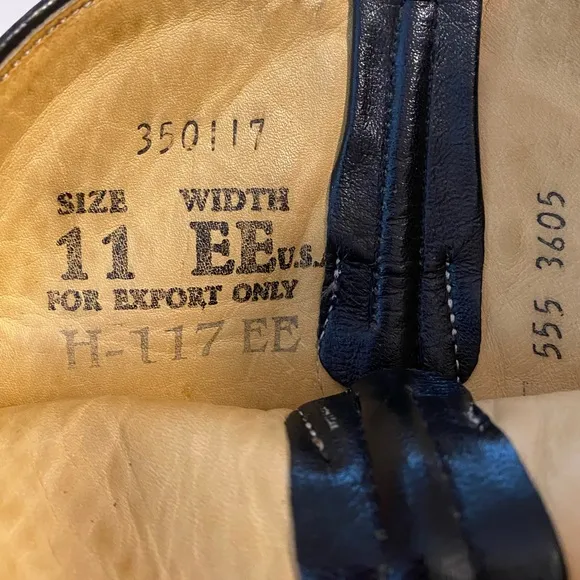 350117
SIZE WIDTH
11 EE U.S.A
FOR EXPORT ONLY
H-117 EE
555 3605